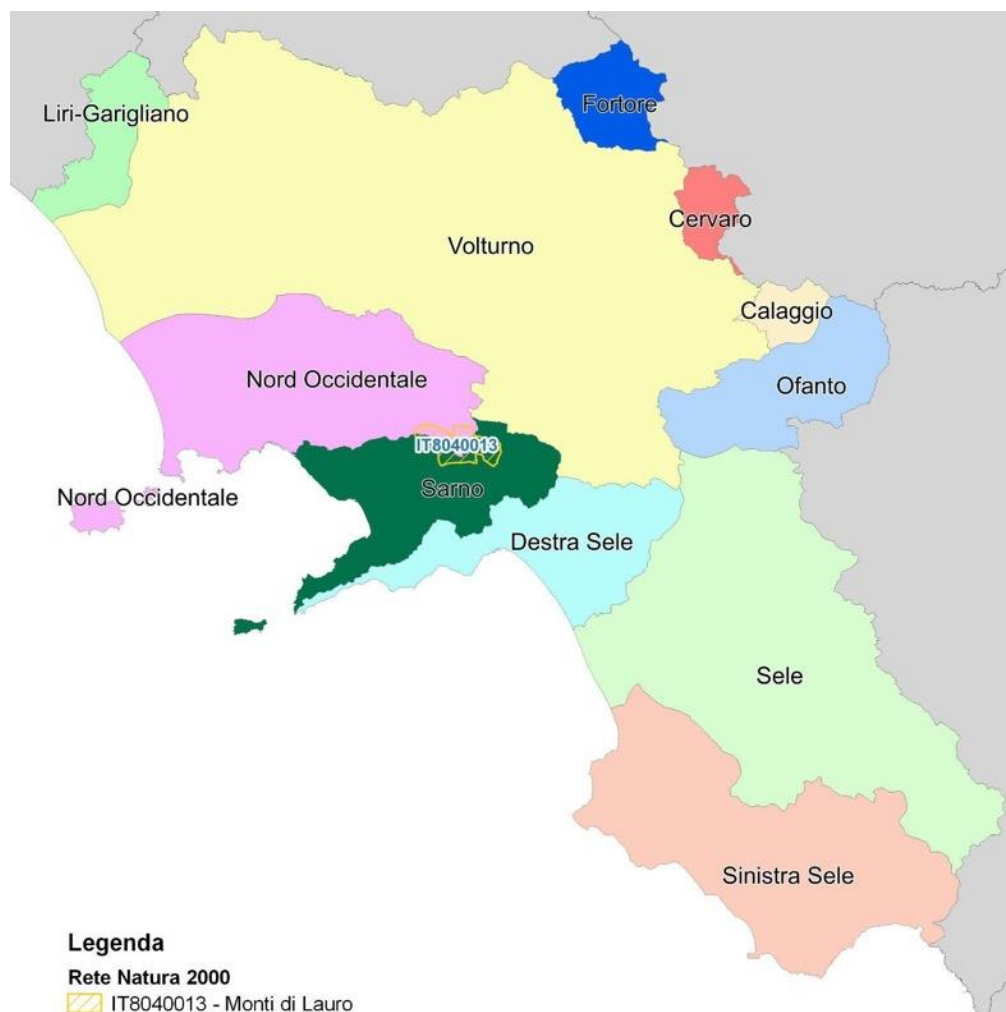 Liri-Garigliano
Fortore
Cervaro
Volturno
Calaggio
Nord Occidentale
Ofanto
IT8040013
Sarno
Nord Occidentale
Destra Sele
Sele
Sinistra Sele
Legenda
Rete Natura 2000
IT8040013 - Monti di Lauro